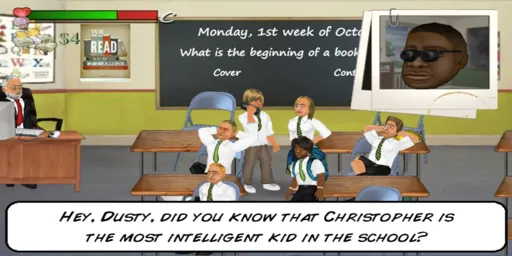 $4
READ
Monday, 1st week of Octo
What is the beginning of a book
Cover
Cont
HEY, DUSTY, DID YOU KNOW THAT CHRISTOPHER IS
THE MOST INTELLIGENT KID IN THE SCHOOL?